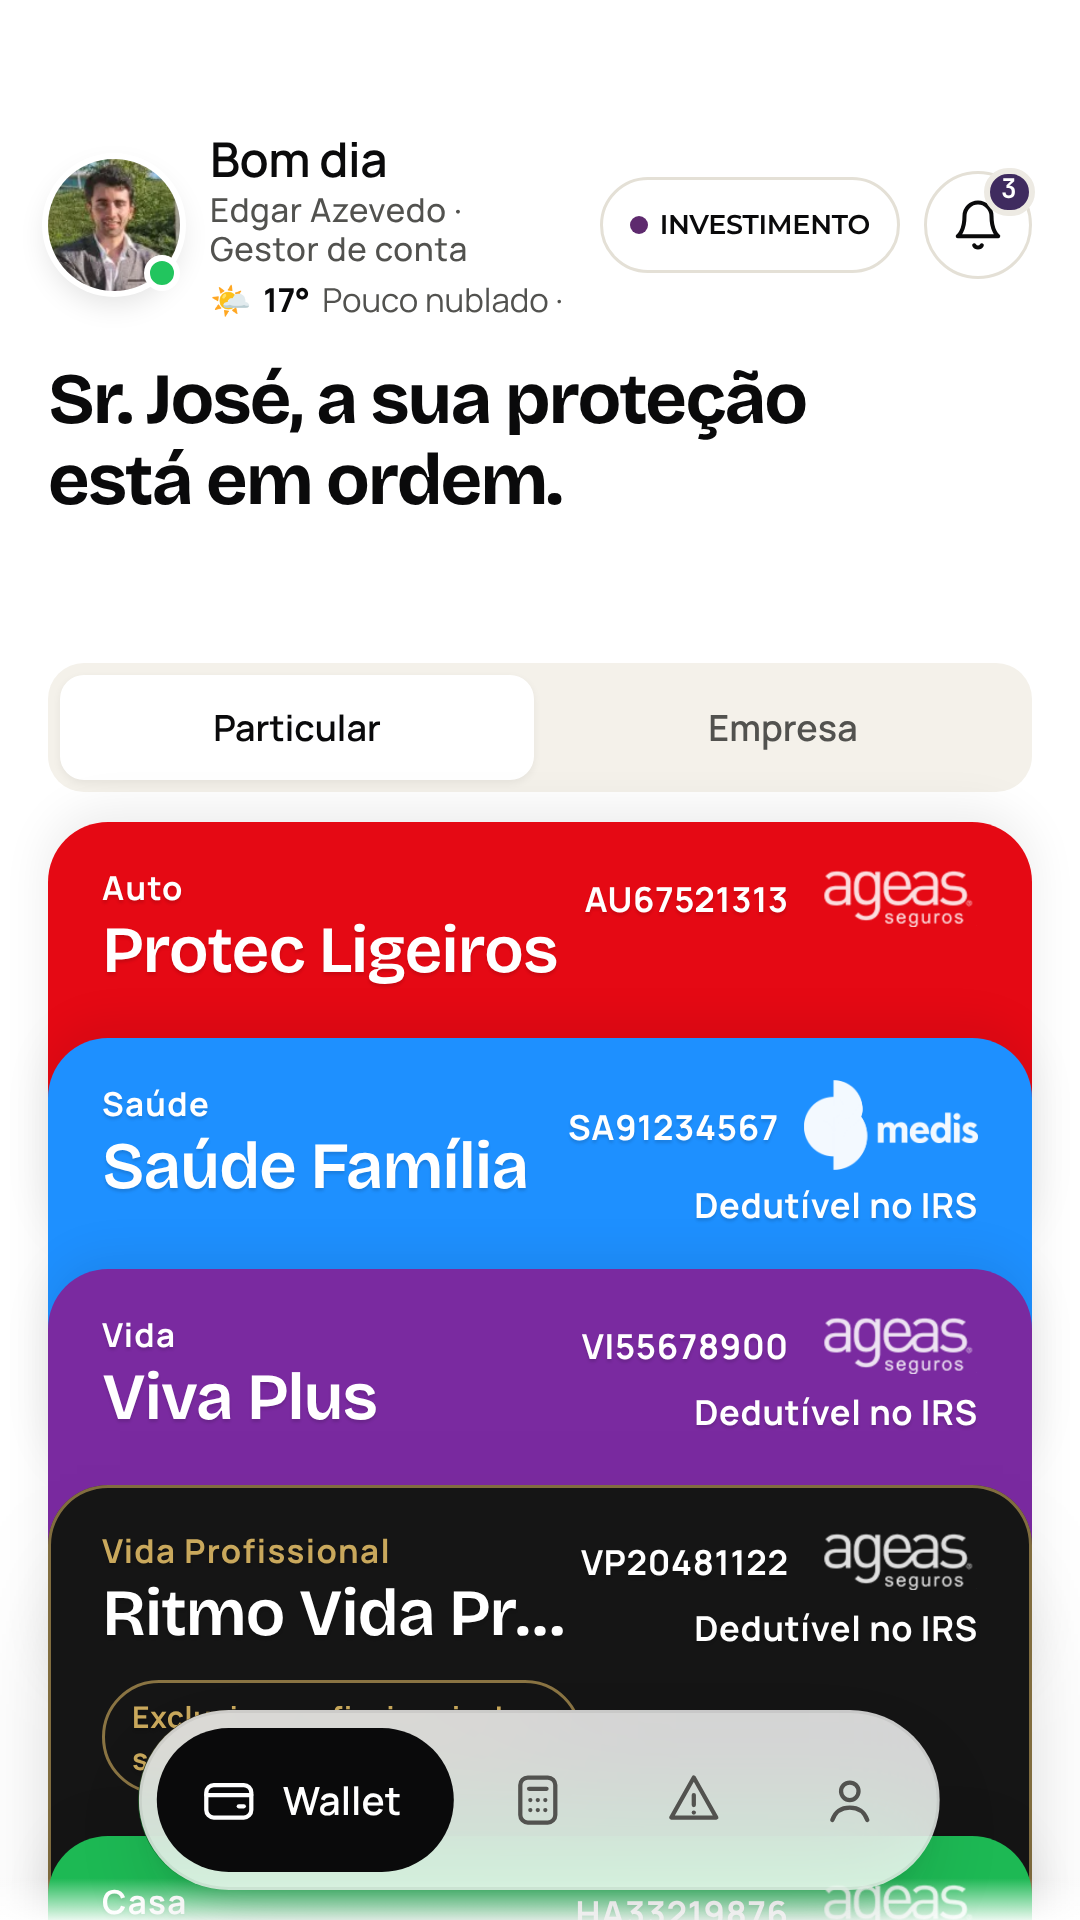 Bom dia
Edgar Azevedo ·
Gestor de conta
17° Pouco nublado ·
INVESTIMENTO
3
Sr. José, a sua proteção
está em ordem.
Particular
Empresa
Auto
Protec Ligeiros
AU67521313
ageas
seguros
Saúde
Saúde Família
SA91234567
medis
Dedutível no IRS
Vida
Viva Plus
VI55678900
ageas
seguros
Dedutível no IRS
Vida Profissional
Ritmo Vida Pr...
VP20481122
ageas
seguros
Dedutível no IRS
Wallet
Casa
HA33219876
ageas